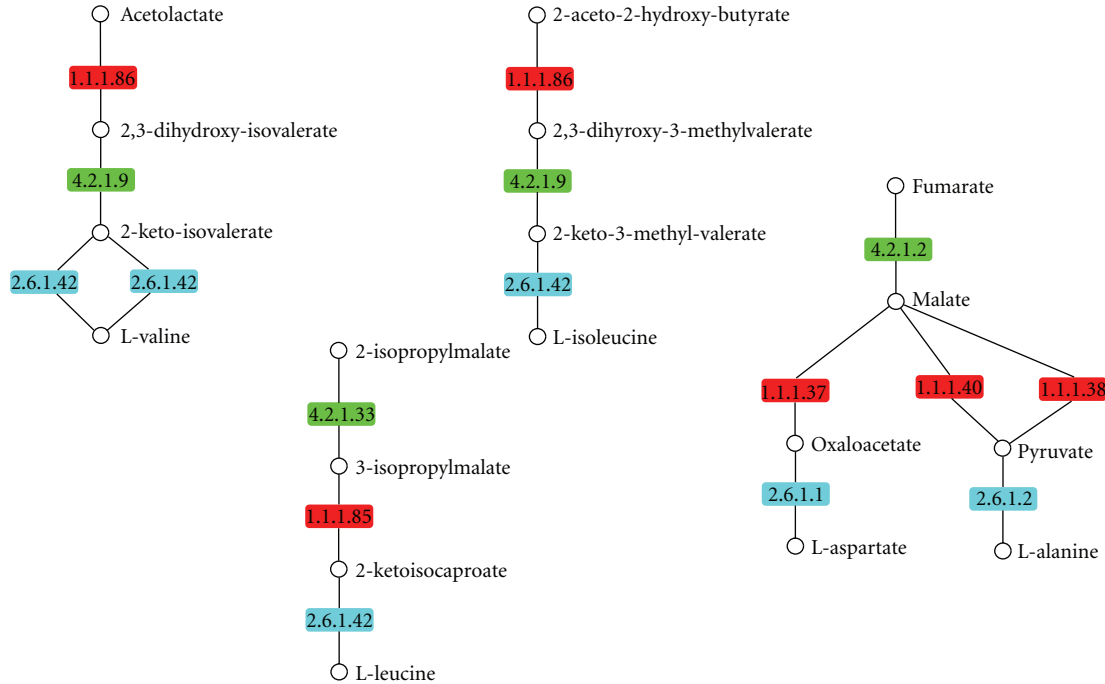 Acetolactate
1.1.1.86
2,3-dihydroxy-isovalerate
4.2.1.9
2-keto-isovalerate
2.6.1.42
2.6.1.42
L-valine
2-aceto-2-hydroxy-butyrate
1.1.1.86
2,3-dihyroxy-3-methylvalerate
4.2.1.9
2-keto-3-methyl-valerate
2.6.1.42
L-isoleucine
2-isopropylmalate
4.2.1.33
3-isopropylmalate
1.1.1.85
2-ketoisocaproate
2.6.1.42
L-leucine
Fumarate
4.2.1.2
Malate
1.1.1.37
1.1.1.40
1.1.1.38
Oxaloacetate
Pyruvate
2.6.1.1
2.6.1.2
L-aspartate
L-alanine